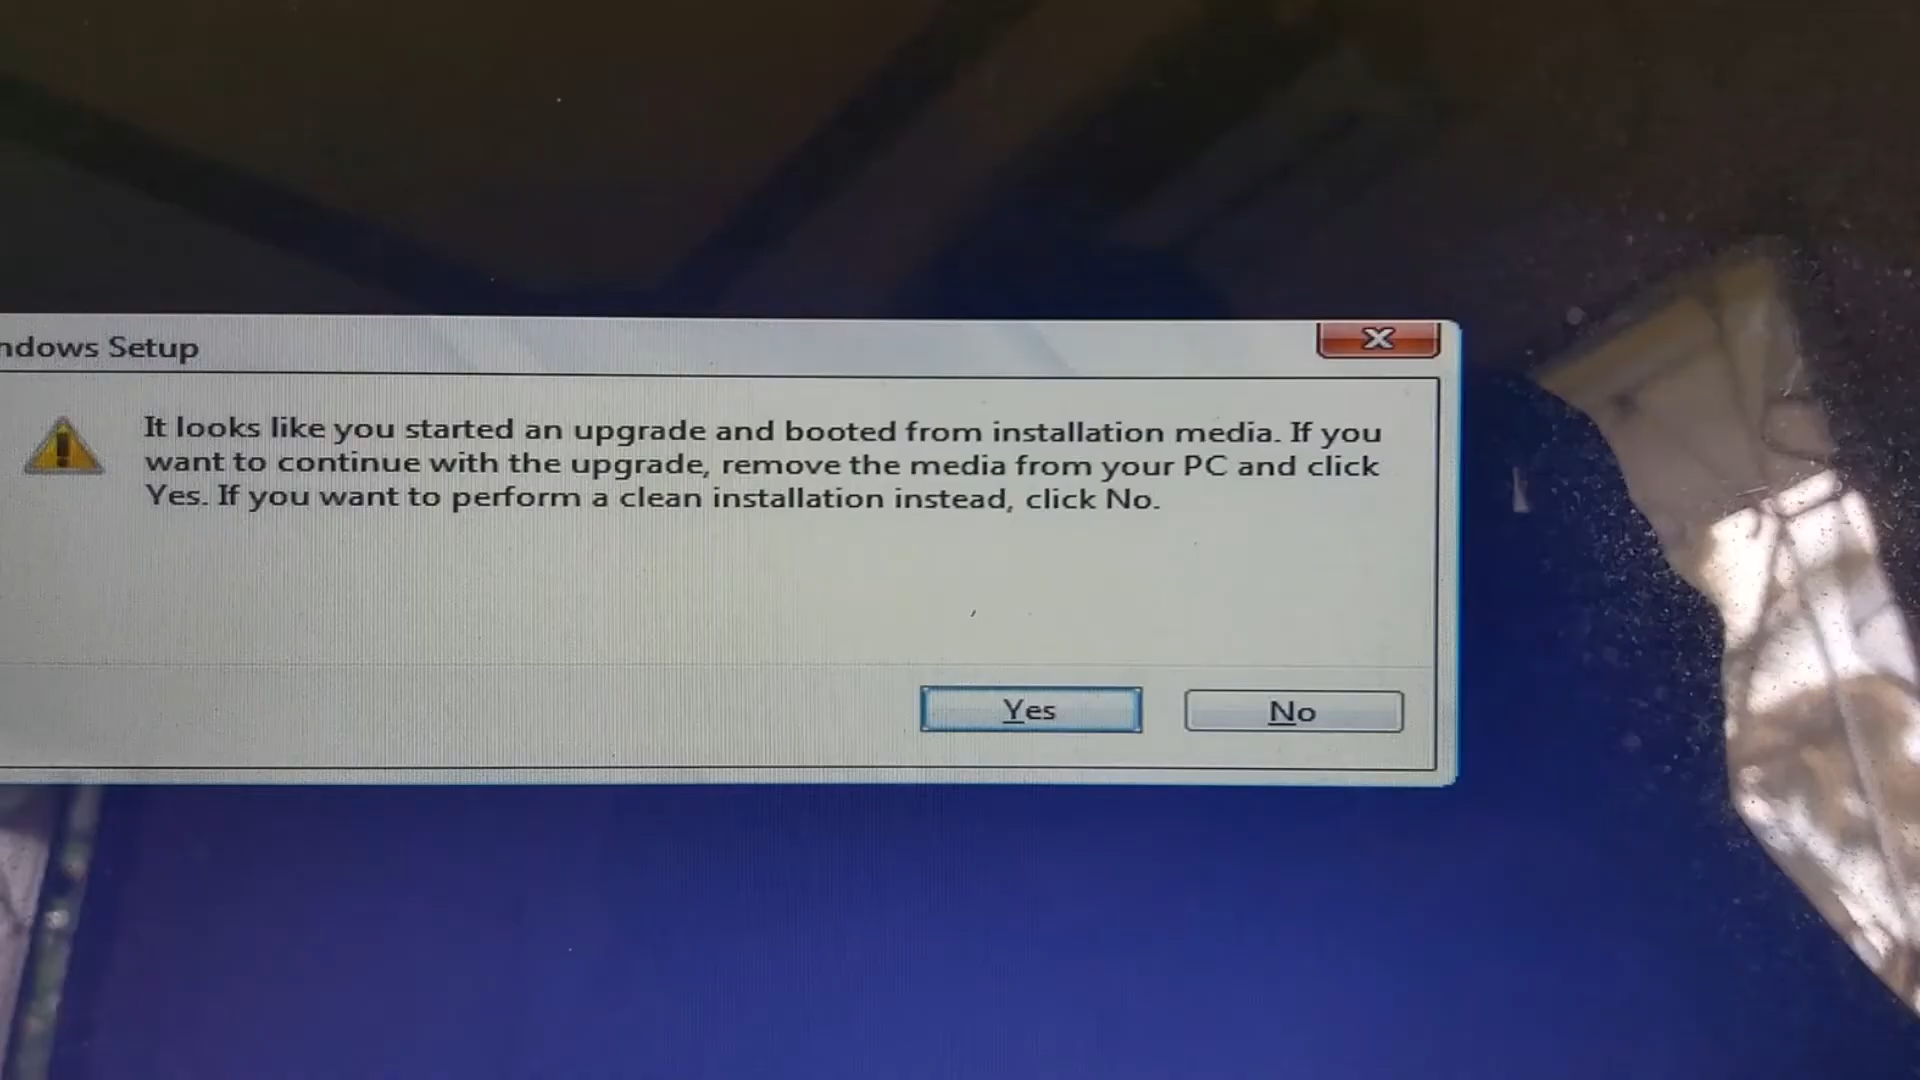 ndows Setup
It looks like you started an upgrade and booted from installation media. If you
want to continue with the upgrade, remove the media from your PC and click
Yes. If you want to perform a clean installation instead, click No.
Yes No